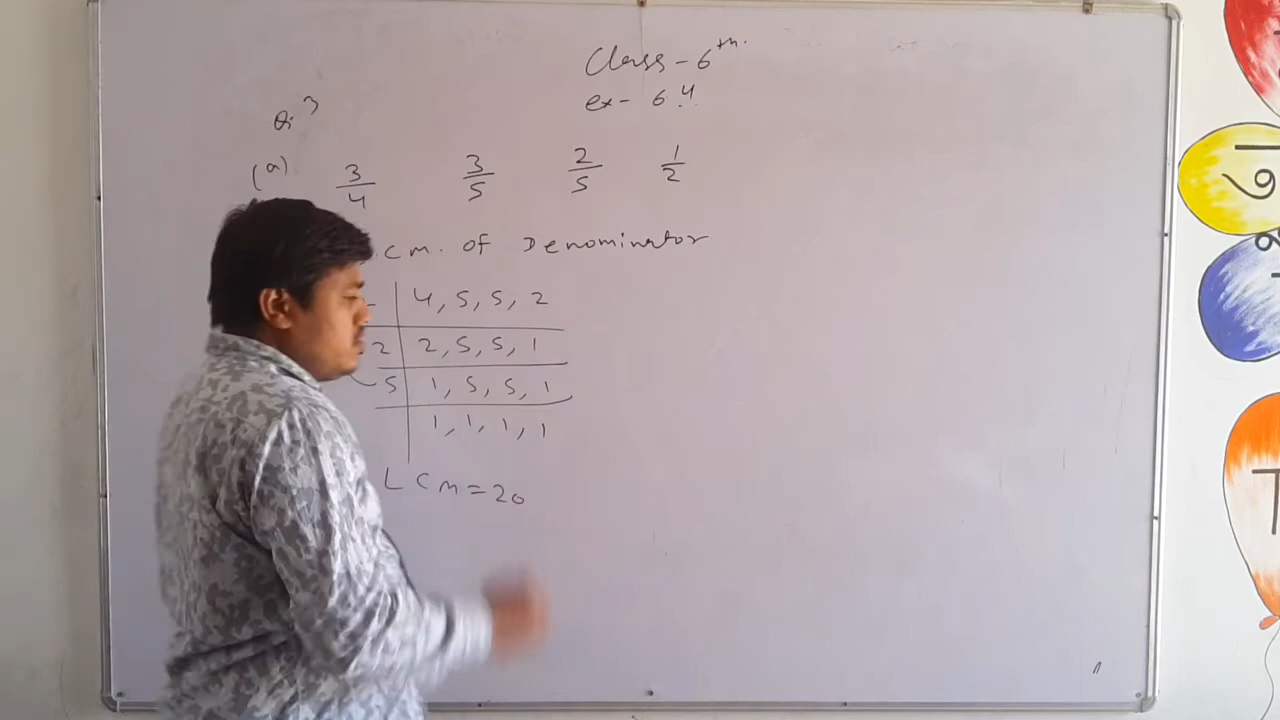 Class - 6th.
ex - 6.4.
Q. 3
(a) 3/4 3/5 2/5 1/2
cm. of Denominator
4, 5, 5, 2
2 | 2, 5, 5, 1
5 | 1, 5, 5, 1
1, 1, 1, 1
LCM = 20